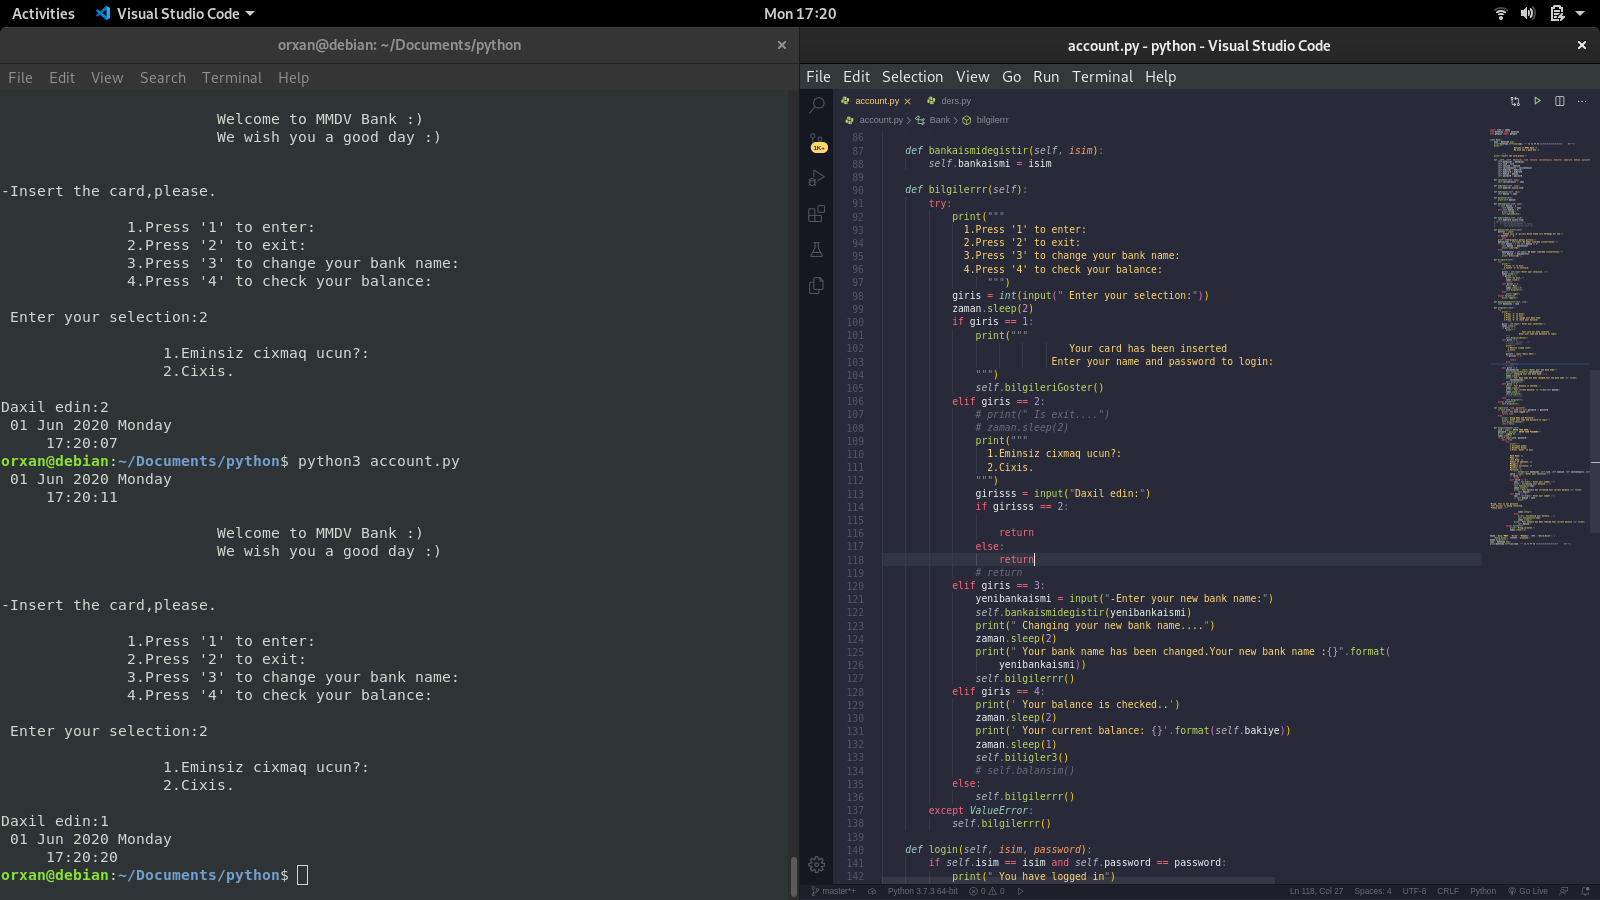 Activities
Visual Studio Code
Mon 17:20
orxan@debian: ~/Documents/python
File Edit View Search Terminal Help
Welcome to MMDV Bank :)
We wish you a good day :)
-Insert the card,please.
1.Press '1' to enter:
2.Press '2' to exit:
3.Press '3' to change your bank name:
4.Press '4' to check your balance:
Enter your selection:2
1.Eminsiz cixmaq ucun?:
2.Cixis.
Daxil edin:2
01 Jun 2020 Monday
17:20:07
orxan@debian:~/Documents/python$ python3 account.py
01 Jun 2020 Monday
17:20:11
Welcome to MMDV Bank :)
We wish you a good day :)
-Insert the card,please.
1.Press '1' to enter:
2.Press '2' to exit:
3.Press '3' to change your bank name:
4.Press '4' to check your balance:
Enter your selection:2
1.Eminsiz cixmaq ucun?:
2.Cixis.
Daxil edin:1
01 Jun 2020 Monday
17:20:20
orxan@debian:~/Documents/python$
account.py - python - Visual Studio Code
File Edit Selection View Go Run Terminal Help
1K+
account.py ders.py
account.py > Bank > bilgilerrr
86
87 def bankaismidegistir(self, isim):
88 self.bankaismi = isim
89
90 def bilgilerrr(self):
91 try:
92 print("""
93 1.Press '1' to enter:
94 2.Press '2' to exit:
95 3.Press '3' to change your bank name:
96 4.Press '4' to check your balance:
97 """)
98 giris = int(input(" Enter your selection:"))
99 zaman.sleep(2)
100 if giris == 1:
101 print("""
102 Your card has been inserted
103 Enter your name and password to login:
104 """)
105 self.bilgileriGoster()
106 elif giris == 2:
107 # print(" Is exit....")
108 # zaman.sleep(2)
109 print("""
110 1.Eminsiz cixmaq ucun?:
111 2.Cixis.
112 """)
113 girisss = input("Daxil edin:")
114 if girisss == 2:
115
116 return
117 else:
118 return
119 # return
120 elif giris == 3:
121 yenibankaismi = input("-Enter your new bank name:")
122 self.bankaismidegistir(yenibankaismi)
123 print(" Changing your new bank name....")
124 zaman.sleep(2)
125 print(" Your bank name has been changed.Your new bank name :{}".format(
126 yenibankaismi))
127 self.bilgilerrr()
128 elif giris == 4:
129 print(' Your balance is checked..')
130 zaman.sleep(2)
131 print(' Your current balance: {}'.format(self.bakiye))
132 zaman.sleep(1)
133 self.biligler3()
134 # self.balansim()
135 else:
136 self.bilgilerrr()
137 except ValueError:
138 self.bilgilerrr()
139
140 def login(self, isim, password):
141 if self.isim == isim and self.password == password:
142 print(" You have logged in")
master*+ Python 3.7.3 64-bit 0 0 Ln 118, Col 27 Spaces: 4 UTF-8 CRLF Python Go Live